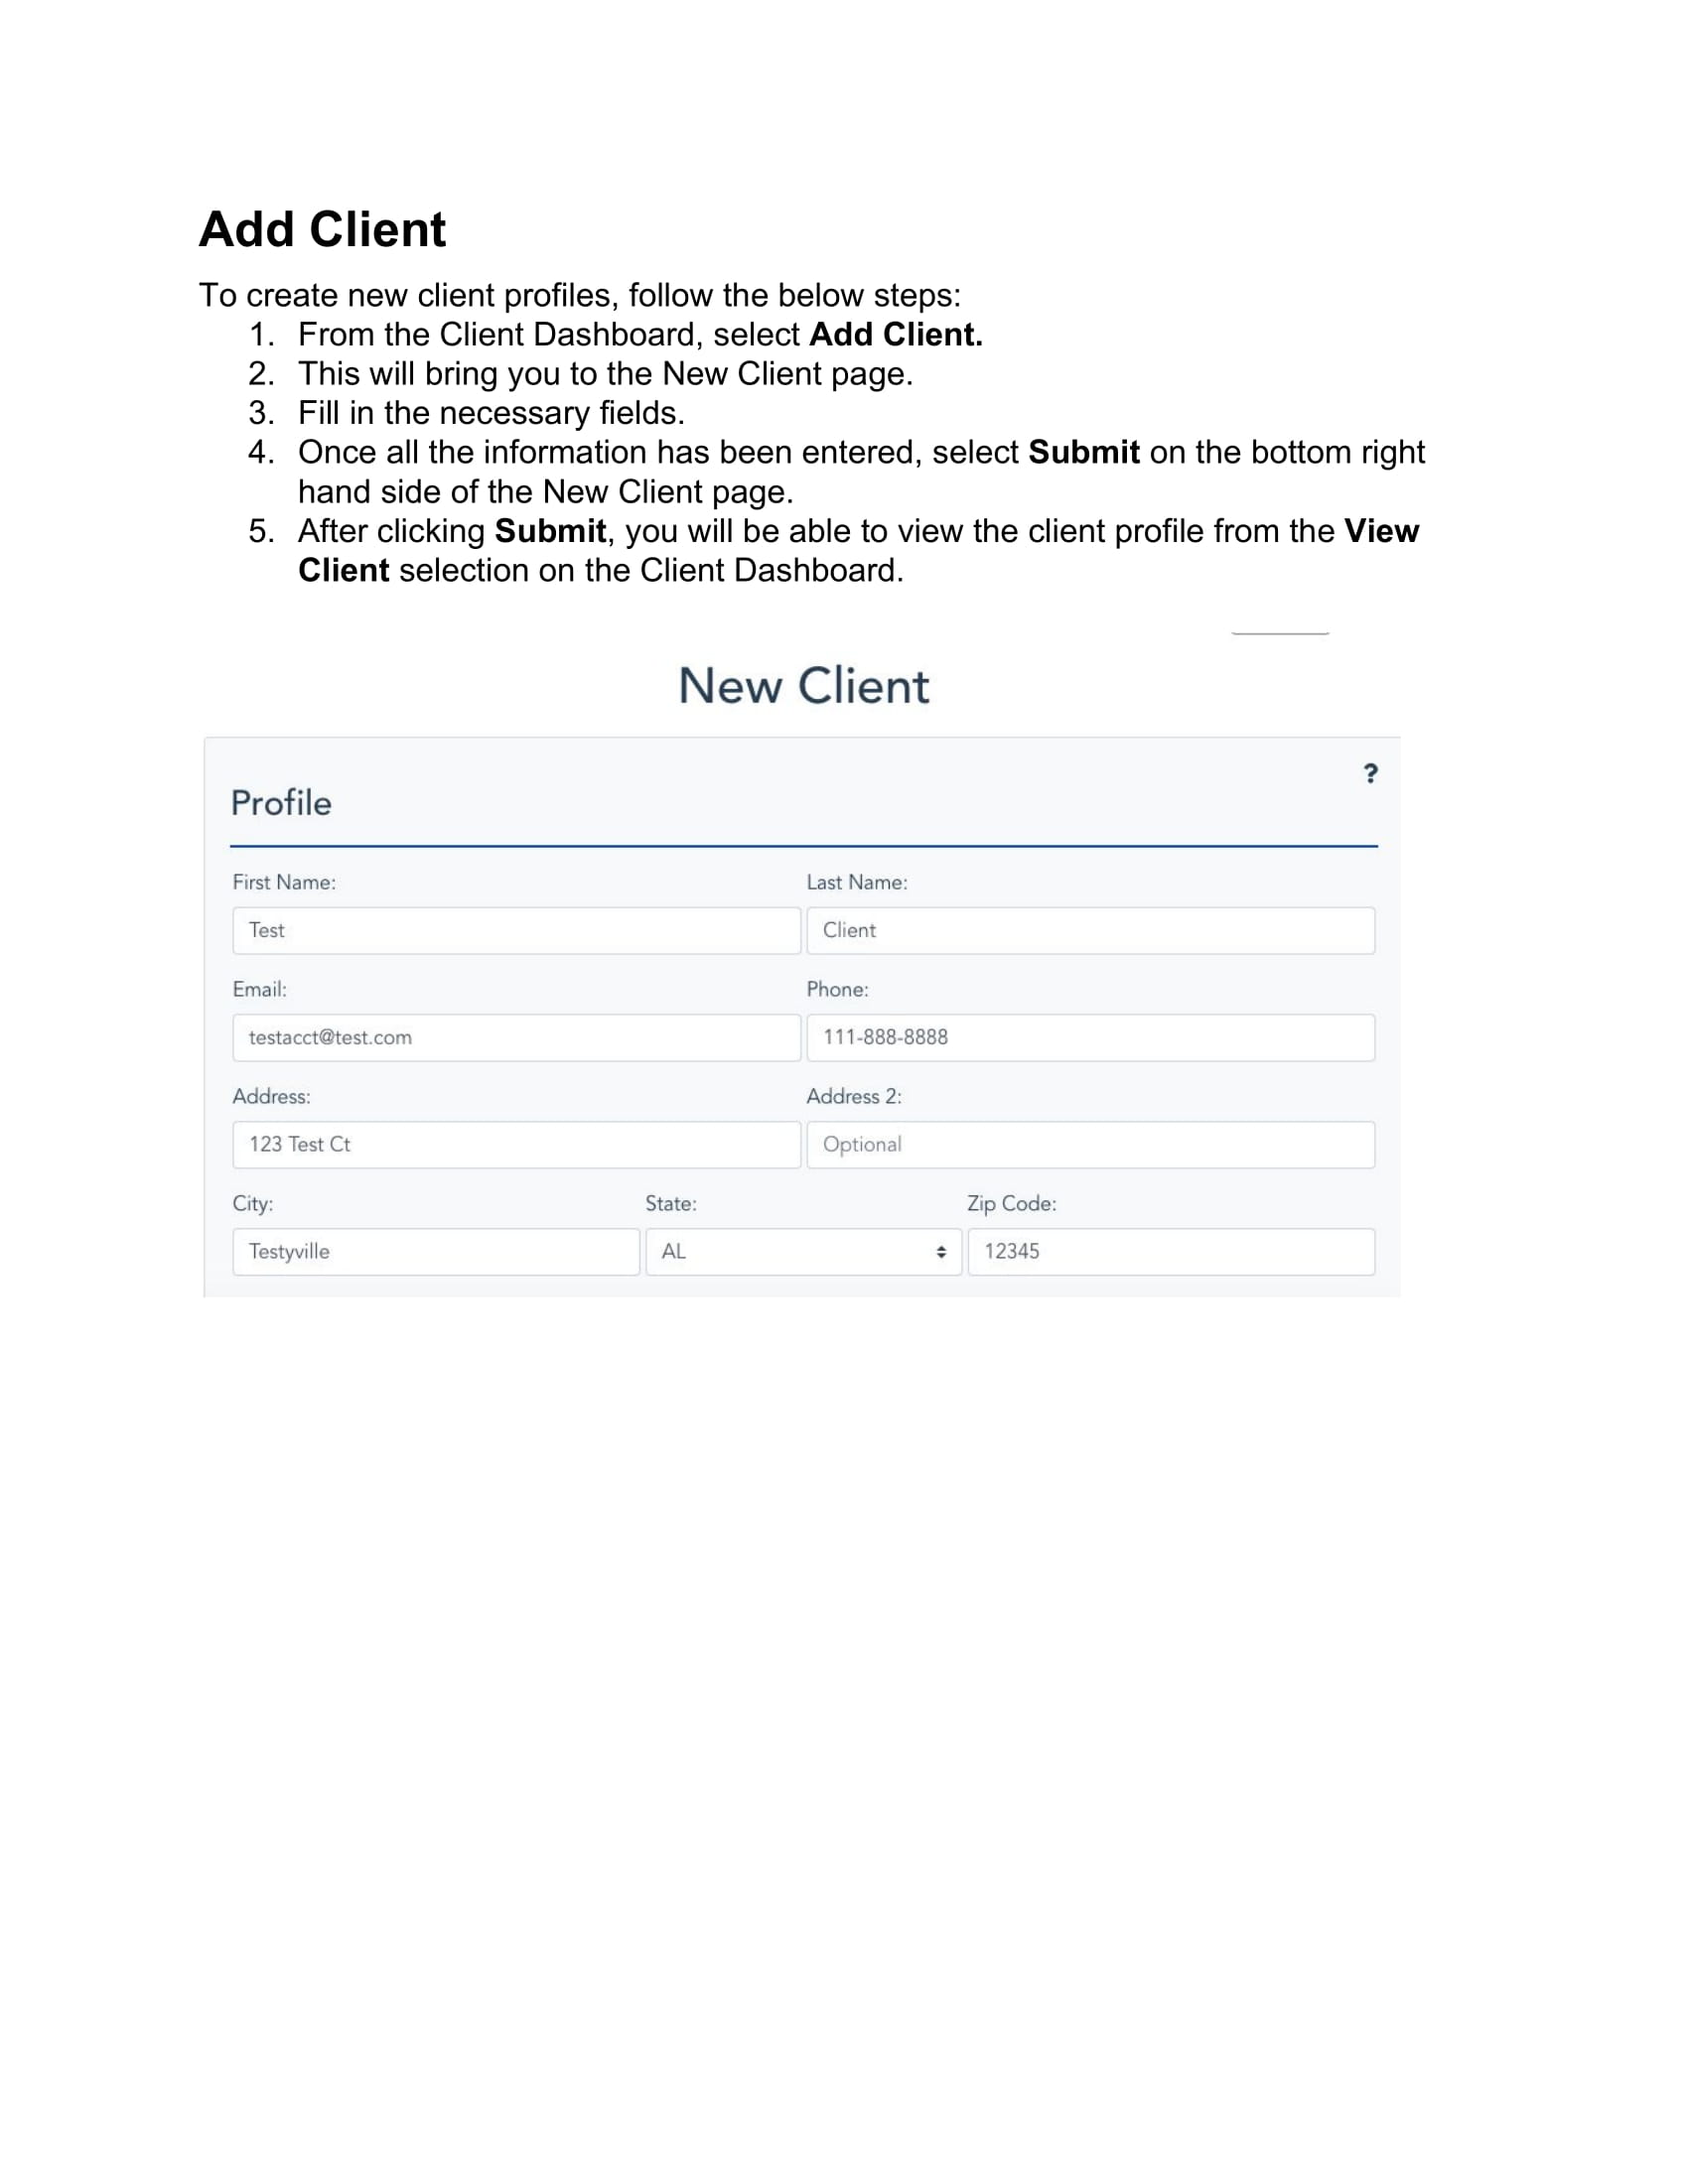 Add Client
To create new client profiles, follow the below steps:
1. From the Client Dashboard, select Add Client.
2. This will bring you to the New Client page.
3. Fill in the necessary fields.
4. Once all the information has been entered, select Submit on the bottom right
hand side of the New Client page.
5. After clicking Submit, you will be able to view the client profile from the View
Client selection on the Client Dashboard.
New Client
?
Profile
First Name: Last Name:
Test Client
Email: Phone:
testacct@test.com 111-888-8888
Address: Address 2:
123 Test Ct Optional
City: State: Zip Code:
Testyville AL 12345